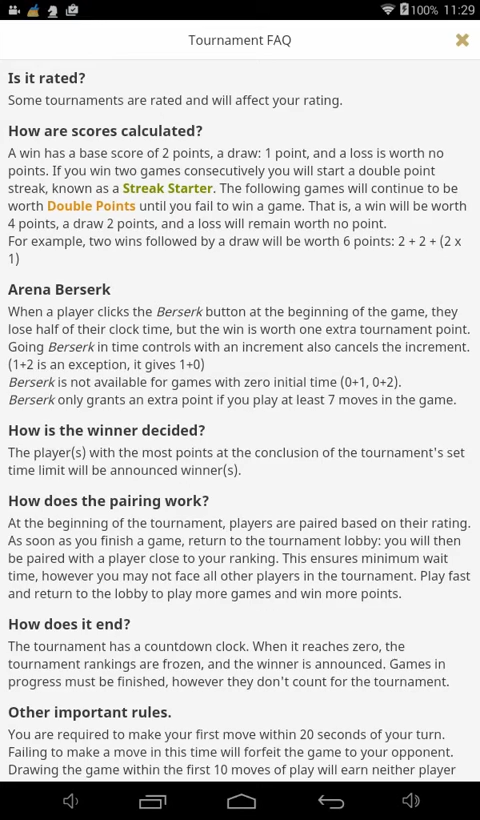 100% 11:29
Tournament FAQ
Is it rated?
Some tournaments are rated and will affect your rating.
How are scores calculated?
A win has a base score of 2 points, a draw: 1 point, and a loss is worth no
points. If you win two games consecutively you will start a double point
streak, known as a Streak Starter. The following games will continue to be
worth Double Points until you fail to win a game. That is, a win will be worth
4 points, a draw 2 points, and a loss will remain worth no point.
For example, two wins followed by a draw will be worth 6 points: 2 + 2 + (2 x
1)
Arena Berserk
When a player clicks the Berserk button at the beginning of the game, they
lose half of their clock time, but the win is worth one extra tournament point.
Going Berserk in time controls with an increment also cancels the increment.
(1+2 is an exception, it gives 1+0)
Berserk is not available for games with zero initial time (0+1, 0+2).
Berserk only grants an extra point if you play at least 7 moves in the game.
How is the winner decided?
The player(s) with the most points at the conclusion of the tournament's set
time limit will be announced winner(s).
How does the pairing work?
At the beginning of the tournament, players are paired based on their rating.
As soon as you finish a game, return to the tournament lobby: you will then
be paired with a player close to your ranking. This ensures minimum wait
time, however you may not face all other players in the tournament. Play fast
and return to the lobby to play more games and win more points.
How does it end?
The tournament has a countdown clock. When it reaches zero, the
tournament rankings are frozen, and the winner is announced. Games in
progress must be finished, however they don't count for the tournament.
Other important rules.
You are required to make your first move within 20 seconds of your turn.
Failing to make a move in this time will forfeit the game to your opponent.
Drawing the game within the first 10 moves of play will earn neither player